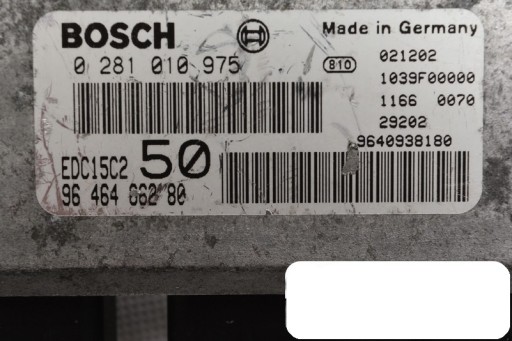 BOSCH
Made in Germany
0 281 010 975
810
021202
1039F00000
1166 0070
29202
9640938180
EDC15C2 50
96 464 662 80